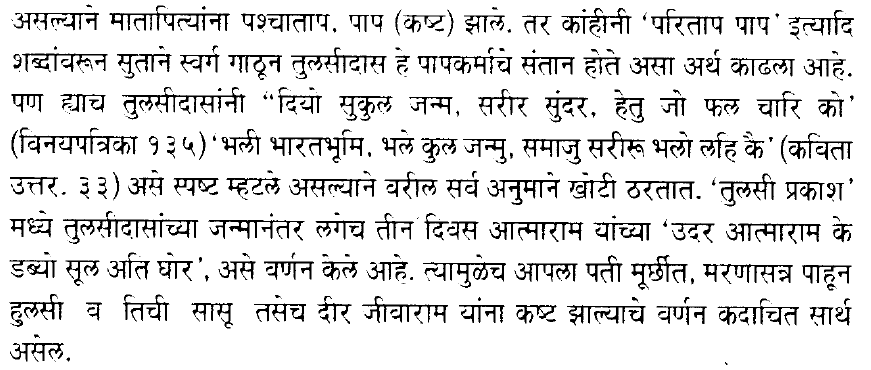 असल्याने मातापित्यांना पश्चाताप. पाप (कष्ट) झाले. तर कांहीनी ‘परिताप पाप’ इत्यादि
शब्दांवरून सुताने स्वर्ग गाठून तुलसीदास हे पापकर्माचे संतान होते असा अर्थ काढला आहे.
पण ह्याच तुलसीदासांनी “दियो सुकुल जन्म, सरीर सुंदर, हेतु जो फल चारि को’
(विनयपत्रिका १३५) ‘भली भारतभूमि. भले कुल जन्मु, समाजु सरीरू भलो लहि कै’ (कविता
उत्तर. ३३) असे स्पष्ट म्हटले असल्याने वरील सर्व अनुमाने खोटी ठरतात. ‘तुलसी प्रकाश’
मध्ये तुलसीदासांच्या जन्मानंतर लगेच तीन दिवस आत्माराम यांच्या ‘उदर आत्माराम के
डब्यो सूल अति घोर’, असे वर्णन केले आहे. त्यामुळेच आपला पती मूर्छीत, मरणासन्न पाहून
हुलसी व तिची सासू तसेच दीर जीवाराम यांना कष्ट झाल्याचे वर्णन कदाचित सार्थ
असेल.